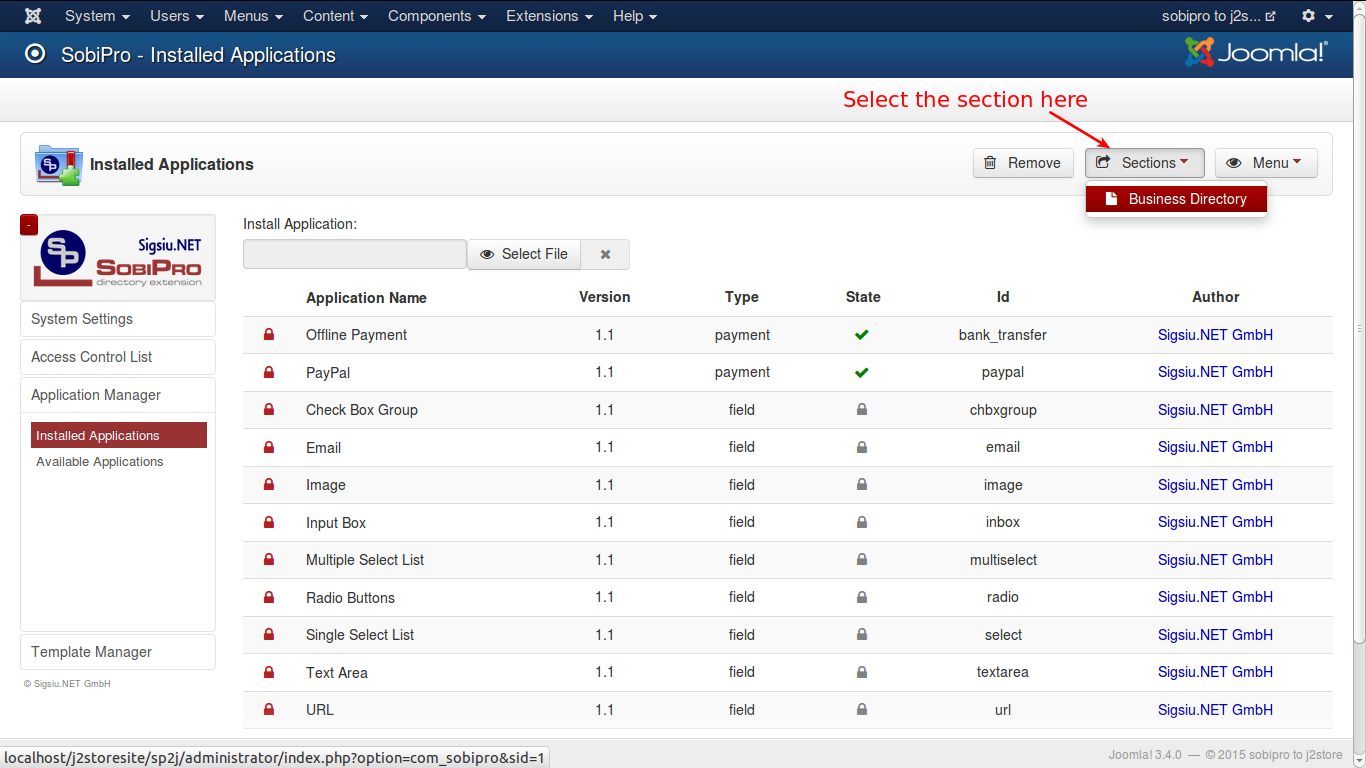 System Users Menus Content Components Extensions Help sobipro to j2s...
SobiPro - Installed Applications Joomla!®
Select the section here
SP Installed Applications Remove Sections Menu
Business Directory
-
Sp Sigsiu.NET
SOBIPRO
directory extension
System Settings
Access Control List
Application Manager
Installed Applications
Available Applications
Template Manager
© Sigsiu.NET GmbH
Install Application:
Select File
Application Name Version Type State Id Author
Offline Payment 1.1 payment bank_transfer Sigsiu.NET GmbH
PayPal 1.1 payment paypal Sigsiu.NET GmbH
Check Box Group 1.1 field chbxgroup Sigsiu.NET GmbH
Email 1.1 field email Sigsiu.NET GmbH
Image 1.1 field image Sigsiu.NET GmbH
Input Box 1.1 field inbox Sigsiu.NET GmbH
Multiple Select List 1.1 field multiselect Sigsiu.NET GmbH
Radio Buttons 1.1 field radio Sigsiu.NET GmbH
Single Select List 1.1 field select Sigsiu.NET GmbH
Text Area 1.1 field textarea Sigsiu.NET GmbH
URL 1.1 field url Sigsiu.NET GmbH
localhost/j2storesite/sp2j/administrator/index.php?option=com_sobipro&sid=1
Joomla! 3.4.0 — © 2015 sobipro to j2store